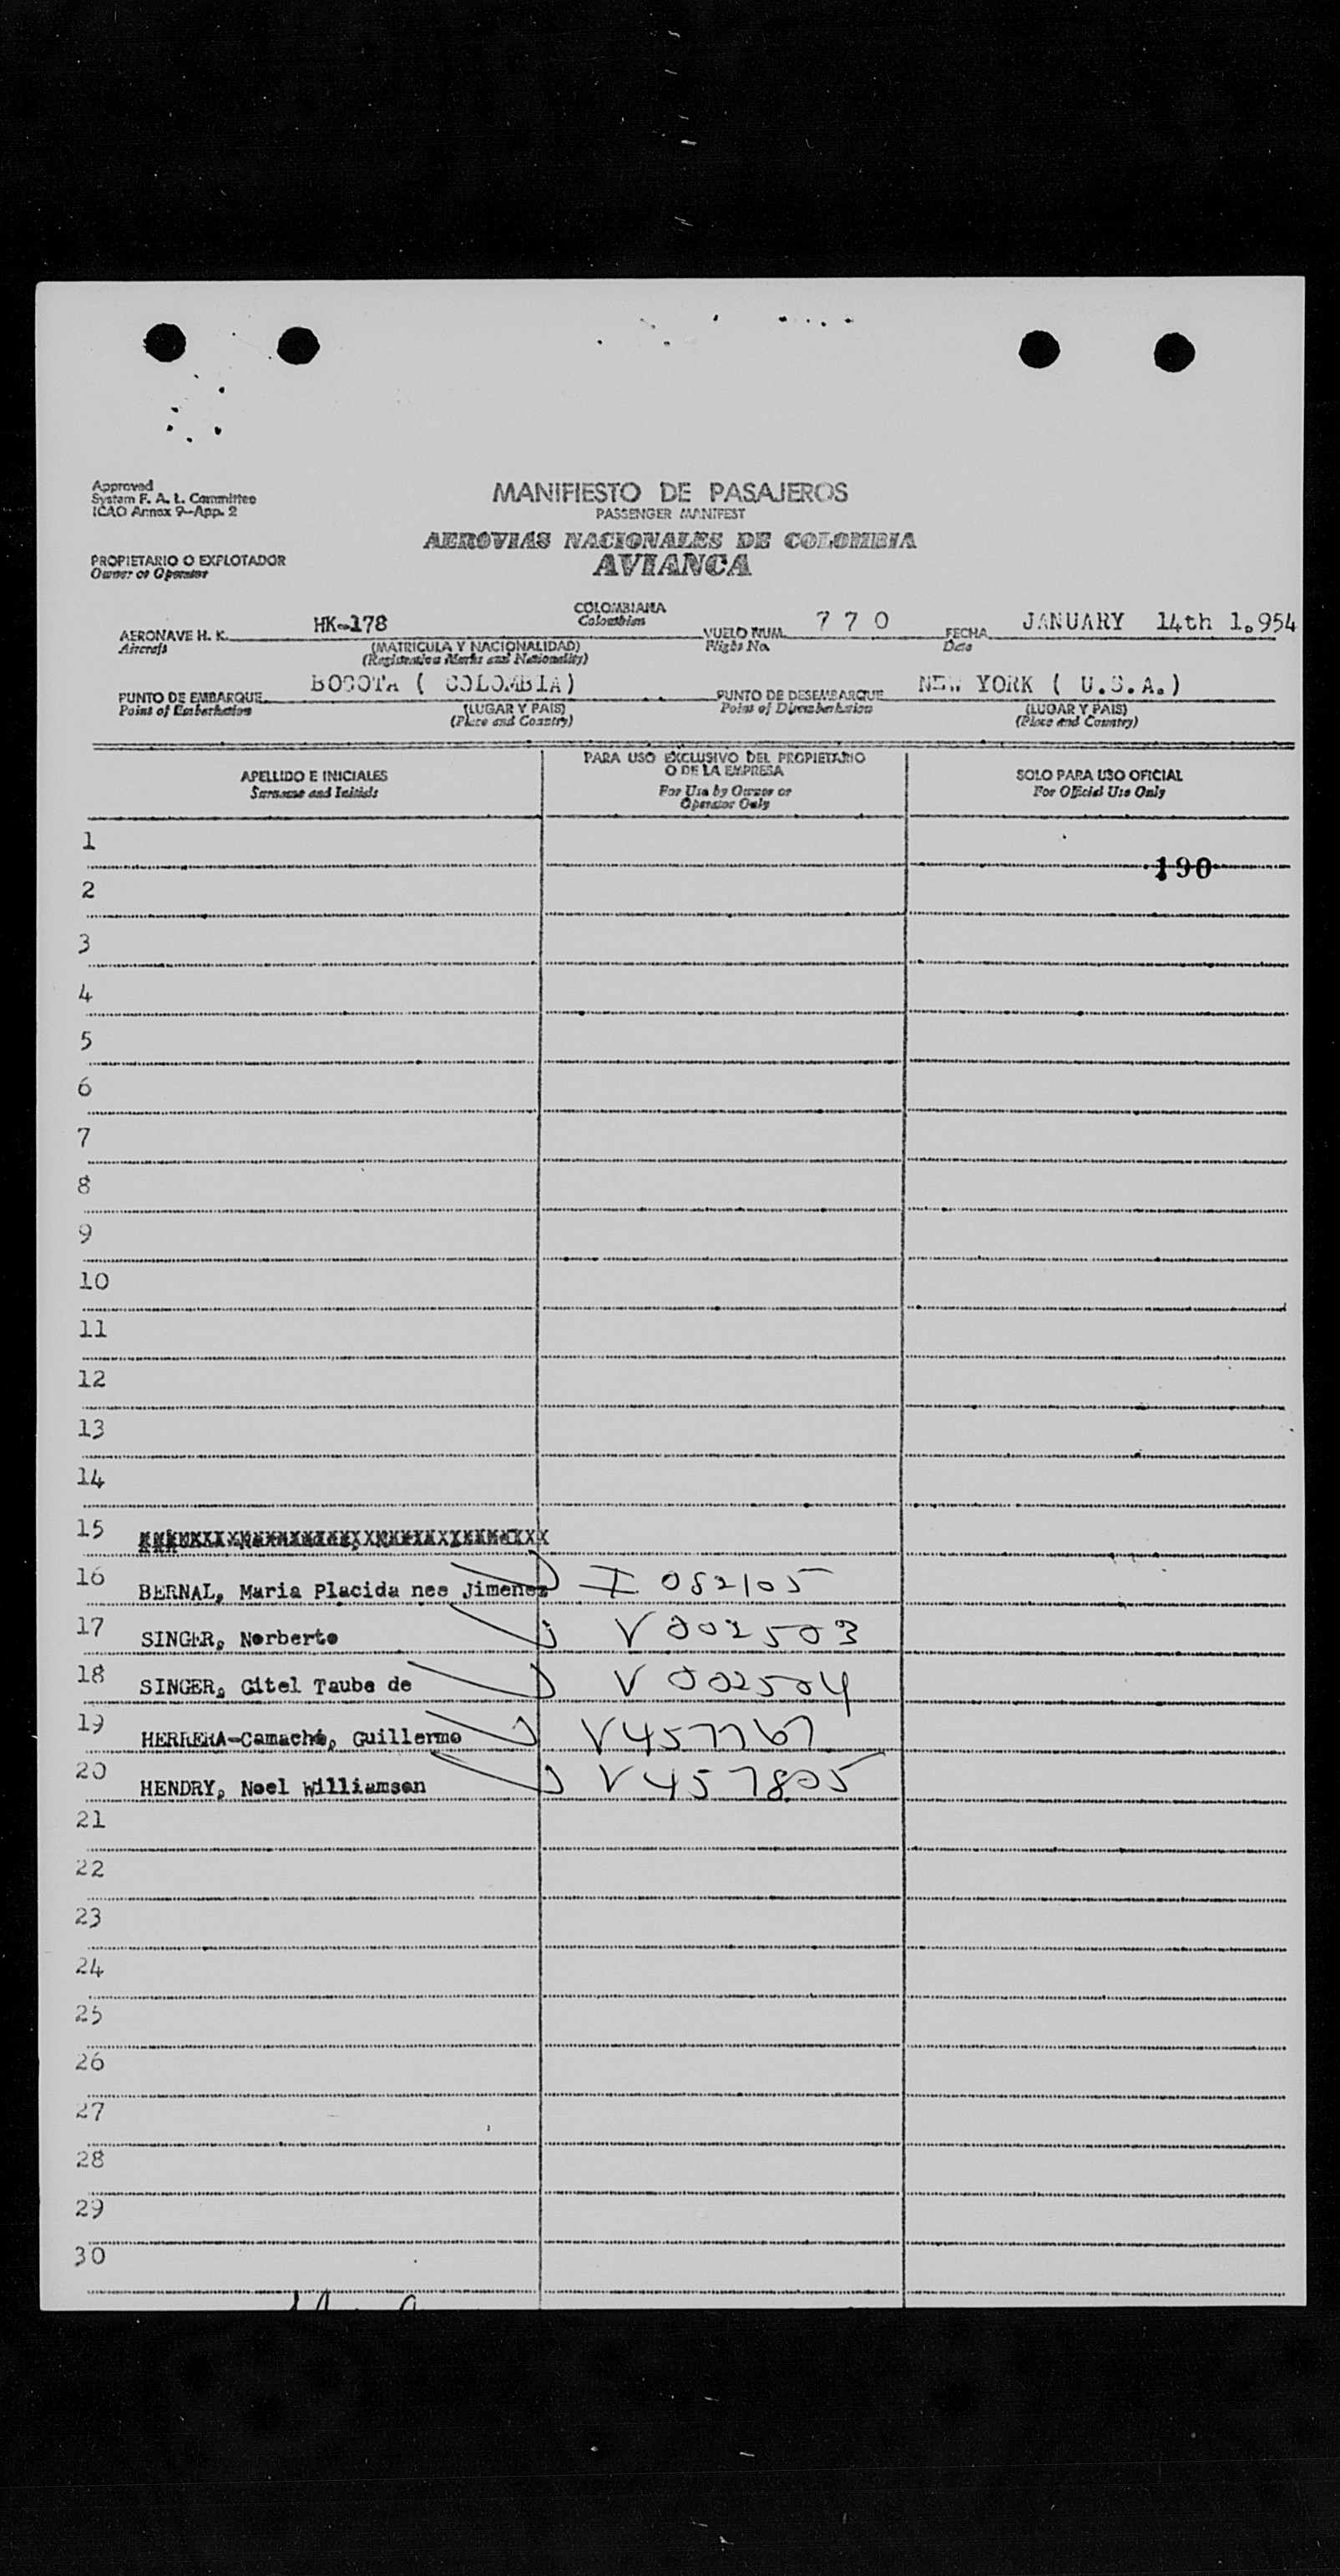 Approved
System F. A. L. Committee
ICAO Annex 9-App. 2
MANIFIESTO DE PASAJEROS
PASSENGER MANIFEST
AEROVIAS NACIONALES DE COLOMBIA
AVIANCA
PROPIETARIO O EXPLOTADOR
Owner or Operator
AERONAVE H. K. HK-178 COLOMBIANA VUELO NUM. 7 7 0 FECHA JANUARY 14th 1.954
Aircraft (MATRICULA Y NACIONALIDAD) Colombian Flight No. Date
(Registration Marks and Nationality)
PUNTO DE EMBARQUE BOGOTA ( COLOMBIA) PUNTO DE DESEMBARQUE NEW YORK ( U.S.A.)
Point of Embarkation (LUGAR Y PAIS) Point of Disembarkation (LUGAR Y PAIS)
(Place and Country) (Place and Country)
APELLIDO E INICIALES PARA USO EXCLUSIVO DEL PROPIETARIO O DE LA EMPRESA SOLO PARA USO OFICIAL
Surname and Initials For Use by Owner or Operator Only For Official Use Only
1
190
2
3
4
5
6
7
8
9
10
11
12
13
14
15
16 BERNAL, Maria Placida nee Jimenez I 082105
17 SINGER, Norberto V 002503
18 SINGER, Gitel Taube de V 002504
19 HERRERA-Camacho, Guillermo V457767
20 HENDRY, Noel Williamson V 457805
21
22
23
24
25
26
27
28
29
30